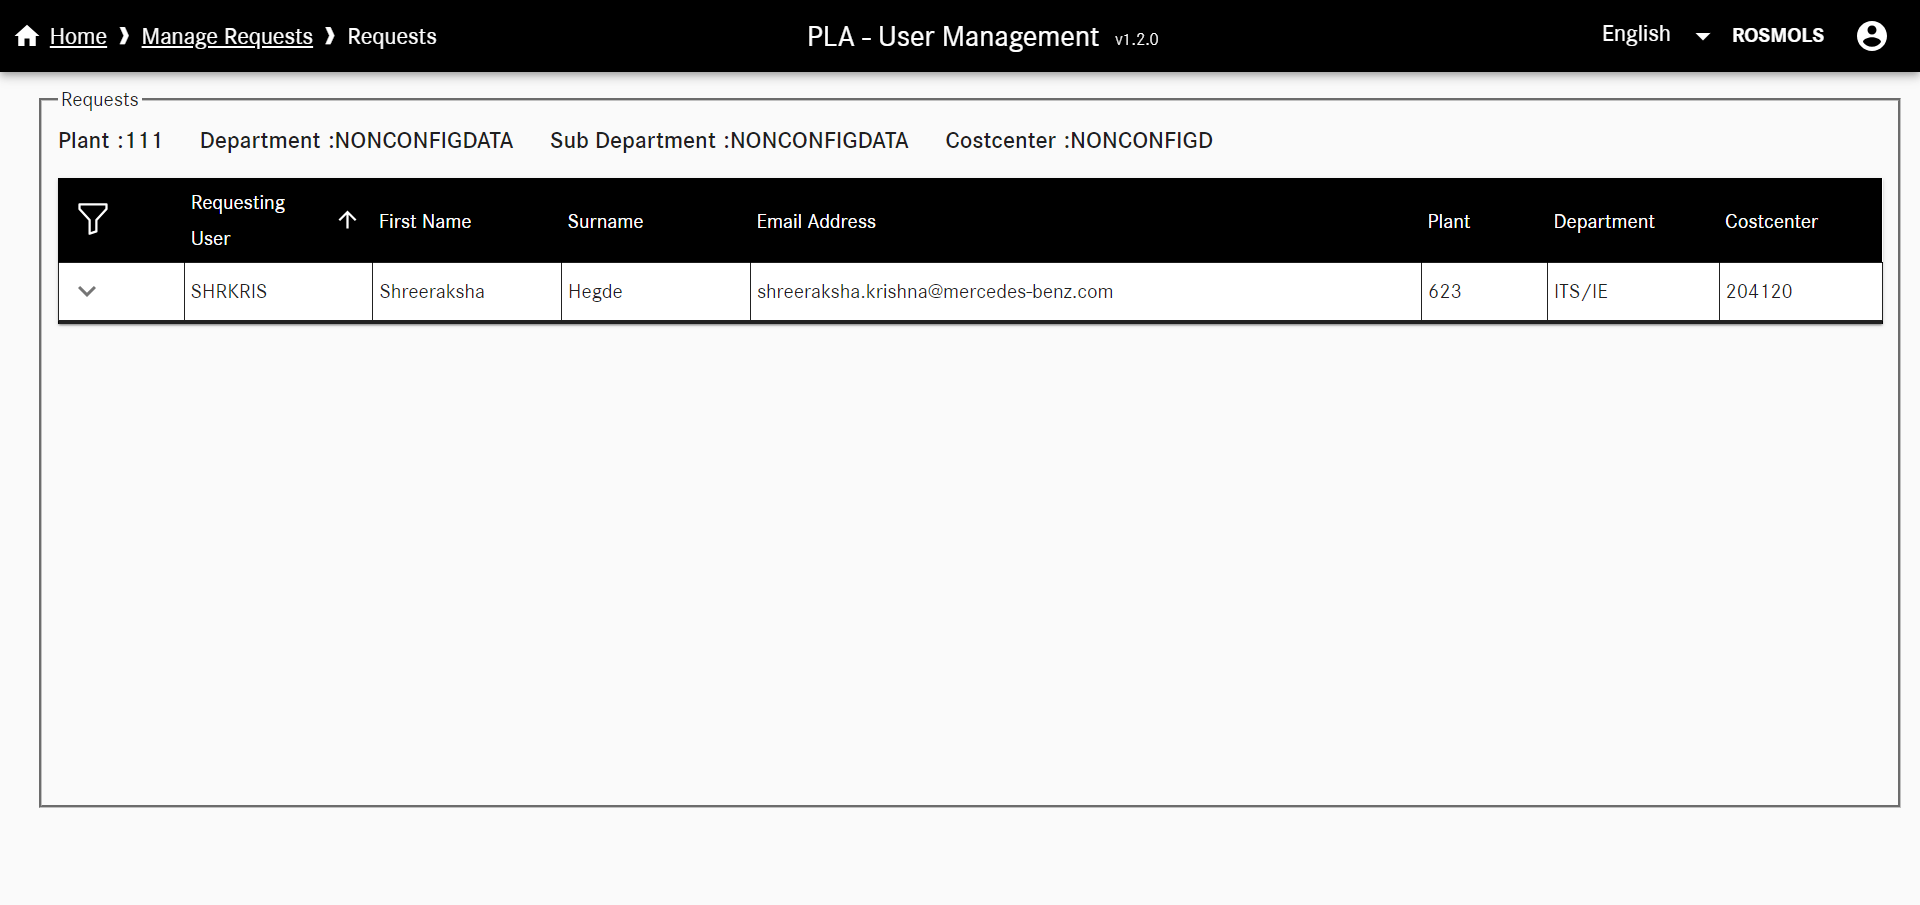 Home ❱ Manage Requests ❱ Requests
PLA - User Management v1.2.0
English ROSMOLS
Requests
Plant :111 Department :NONCONFIGDATA Sub Department :NONCONFIGDATA Costcenter :NONCONFIGD
Requesting User First Name Surname Email Address Plant Department Costcenter
SHRKRIS Shreeraksha Hegde shreeraksha.krishna@mercedes-benz.com 623 ITS/IE 204120